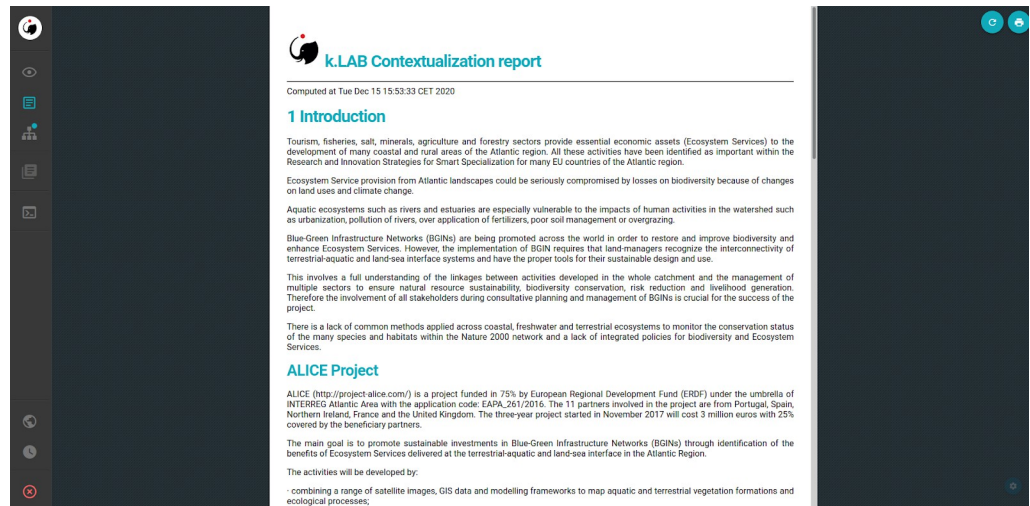 k.LAB Contextualization report
Computed at Tue Dec 15 15:53:33 CET 2020
1 Introduction
Tourism, fisheries, salt, minerals, agriculture and forestry sectors provide essential economic assets (Ecosystem Services) to the
development of many coastal and rural areas of the Atlantic region. All these activities have been identified as important within the
Research and Innovation Strategies for Smart Specialization for many EU countries of the Atlantic region.
Ecosystem Service provision from Atlantic landscapes could be seriously compromised by losses on biodiversity because of changes
on land uses and climate change.
Aquatic ecosystems such as rivers and estuaries are especially vulnerable to the impacts of human activities in the watershed such
as urbanization, pollution of rivers, over application of fertilizers, poor soil management or overgrazing.
Blue-Green Infrastructure Networks (BGINs) are being promoted across the world in order to restore and improve biodiversity and
enhance Ecosystem Services. However, the implementation of BGIN requires that land-managers recognize the interconnectivity of
terrestrial-aquatic and land-sea interface systems and have the proper tools for their sustainable design and use.
This involves a full understanding of the linkages between activities developed in the whole catchment and the management of
multiple sectors to ensure natural resource sustainability, biodiversity conservation, risk reduction and livelihood generation.
Therefore the involvement of all stakeholders during consultative planning and management of BGINs is crucial for the success of the
project.
There is a lack of common methods applied across coastal, freshwater and terrestrial ecosystems to monitor the conservation status
of the many species and habitats within the Nature 2000 network and a lack of integrated policies for biodiversity and Ecosystem
Services.
ALICE Project
ALICE (http://project-alice.com/) is a project funded in 75% by European Regional Development Fund (ERDF) under the umbrella of
INTERREG Atlantic Area with the application code: EAPA_261/2016. The 11 partners involved in the project are from Portugal, Spain,
Northern Ireland, France and the United Kingdom. The three-year project started in November 2017 will cost 3 million euros with 25%
covered by the beneficiary partners.
The main goal is to promote sustainable investments in Blue-Green Infrastructure Networks (BGINs) through identification of the
benefits of Ecosystem Services delivered at the terrestrial-aquatic and land-sea interface in the Atlantic Region.
The activities will be developed by:
· combining a range of satellite images, GIS data and modelling frameworks to map aquatic and terrestrial vegetation formations and
ecological processes;